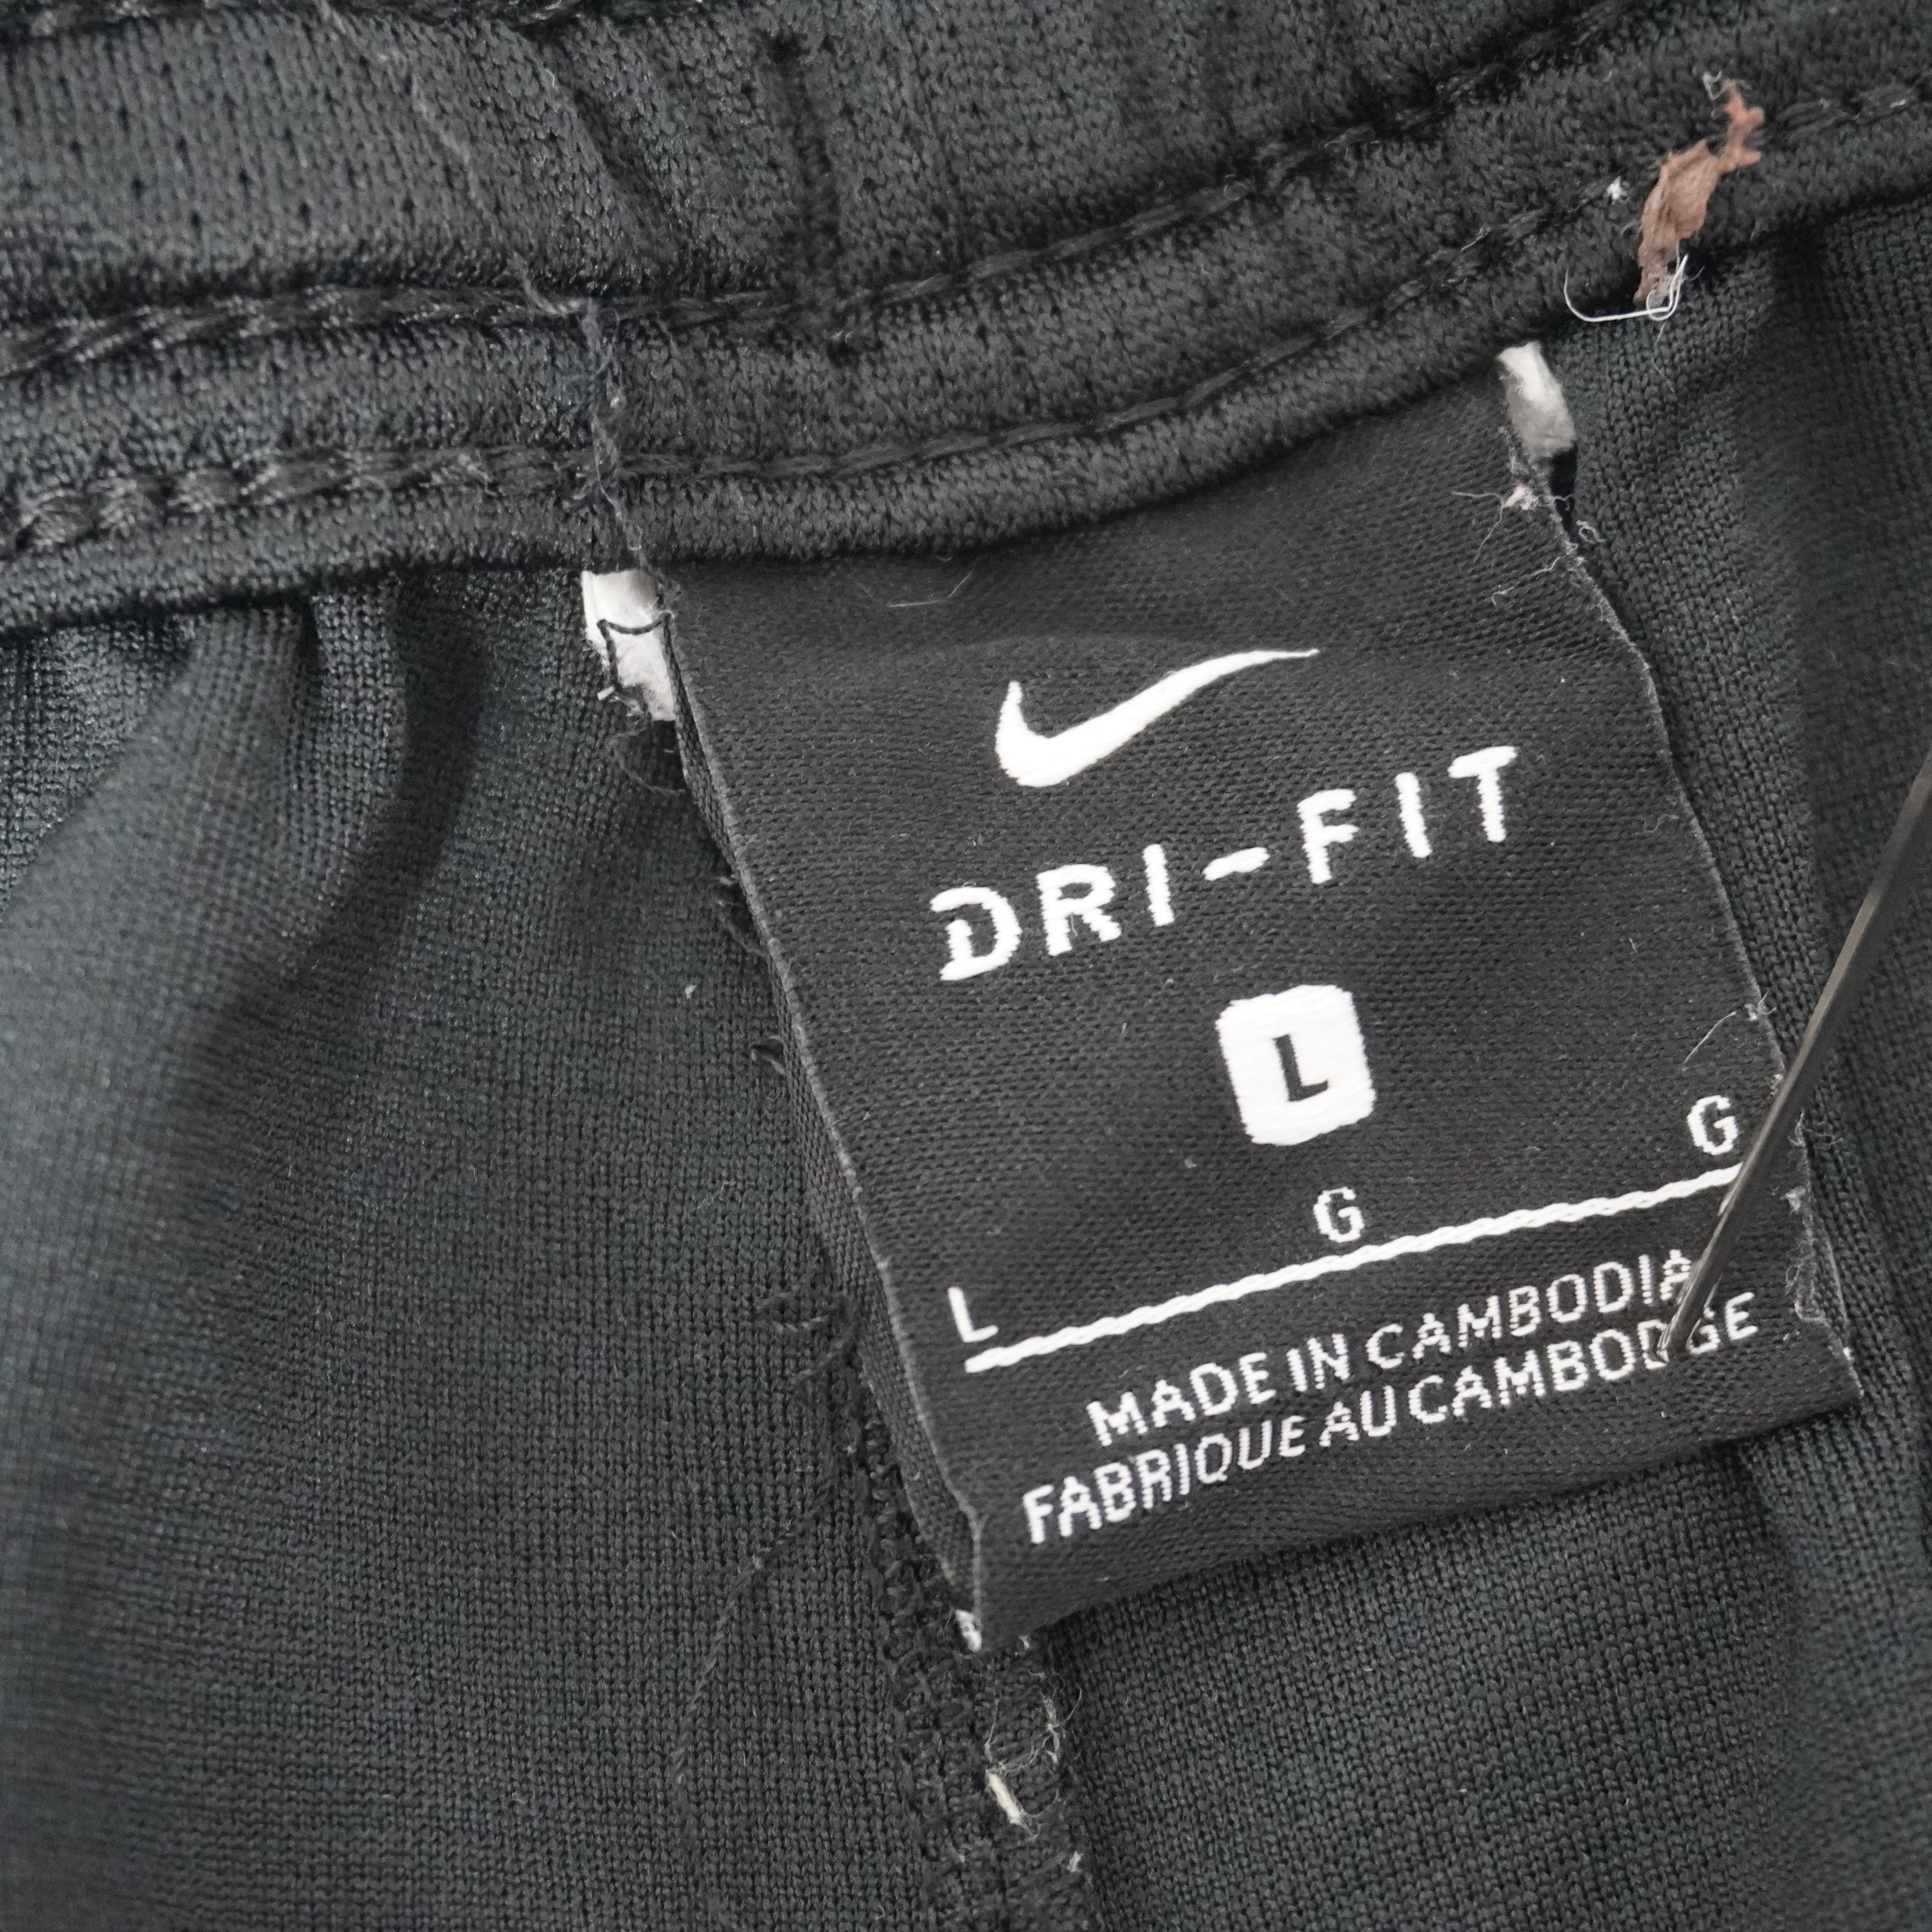 DRI-FIT
L
L G G
MADE IN CAMBODIA
FABRIQUE AU CAMBODGE